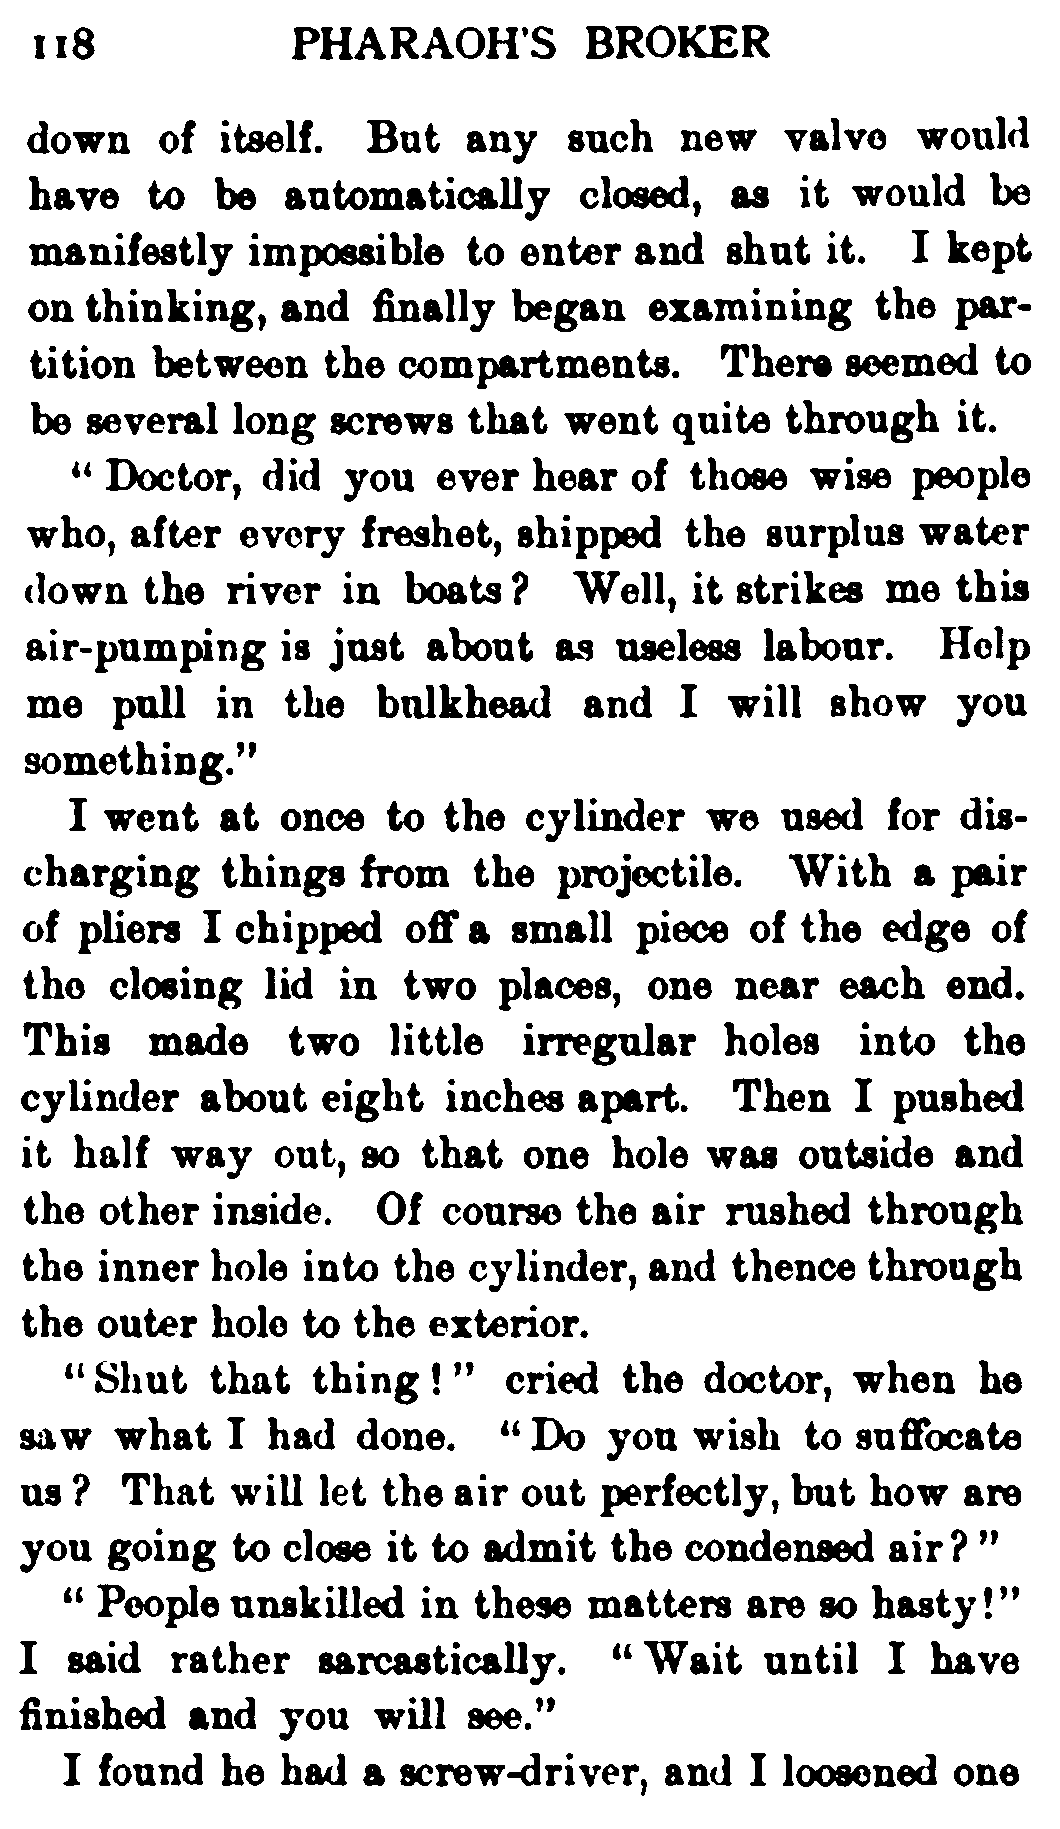 118 PHARAOH'S BROKER
down of itself. But any such new valve would
have to be automatically closed, as it would be
manifestly impossible to enter and shut it. I kept
on thinking, and finally began examining the par-
tition between the compartments. There seemed to
be several long screws that went quite through it.
"Doctor, did you ever hear of those wise people
who, after every freshet, shipped the surplus water
down the river in boats? Well, it strikes me this
air-pumping is just about as useless labour. Help
me pull in the bulkhead and I will show you
something."
I went at once to the cylinder we used for dis-
charging things from the projectile. With a pair
of pliers I chipped off a small piece of the edge of
the closing lid in two places, one near each end.
This made two little irregular holes into the
cylinder about eight inches apart. Then I pushed
it half way out, so that one hole was outside and
the other inside. Of course the air rushed through
the inner hole into the cylinder, and thence through
the outer hole to the exterior.
"Shut that thing!" cried the doctor, when he
saw what I had done. "Do you wish to suffocate
us? That will let the air out perfectly, but how are
you going to close it to admit the condensed air?"
"People unskilled in these matters are so hasty!"
I said rather sarcastically. "Wait until I have
finished and you will see."
I found he had a screw-driver, and I loosened one